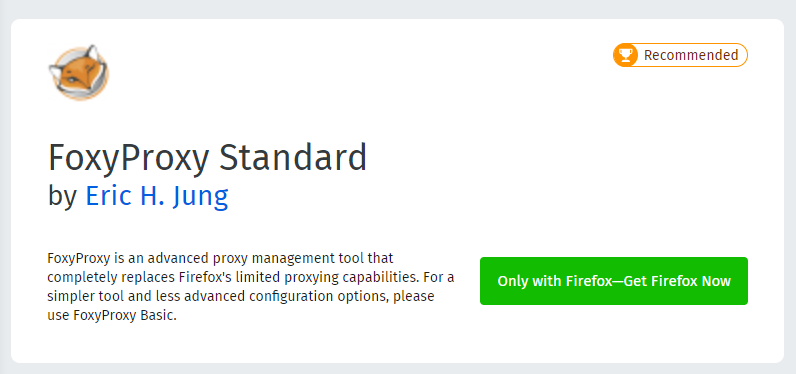 Recommended
FoxyProxy Standard
by Eric H. Jung
FoxyProxy is an advanced proxy management tool that
completely replaces Firefox's limited proxying capabilities. For a
simpler tool and less advanced configuration options, please
use FoxyProxy Basic.
Only with Firefox—Get Firefox Now